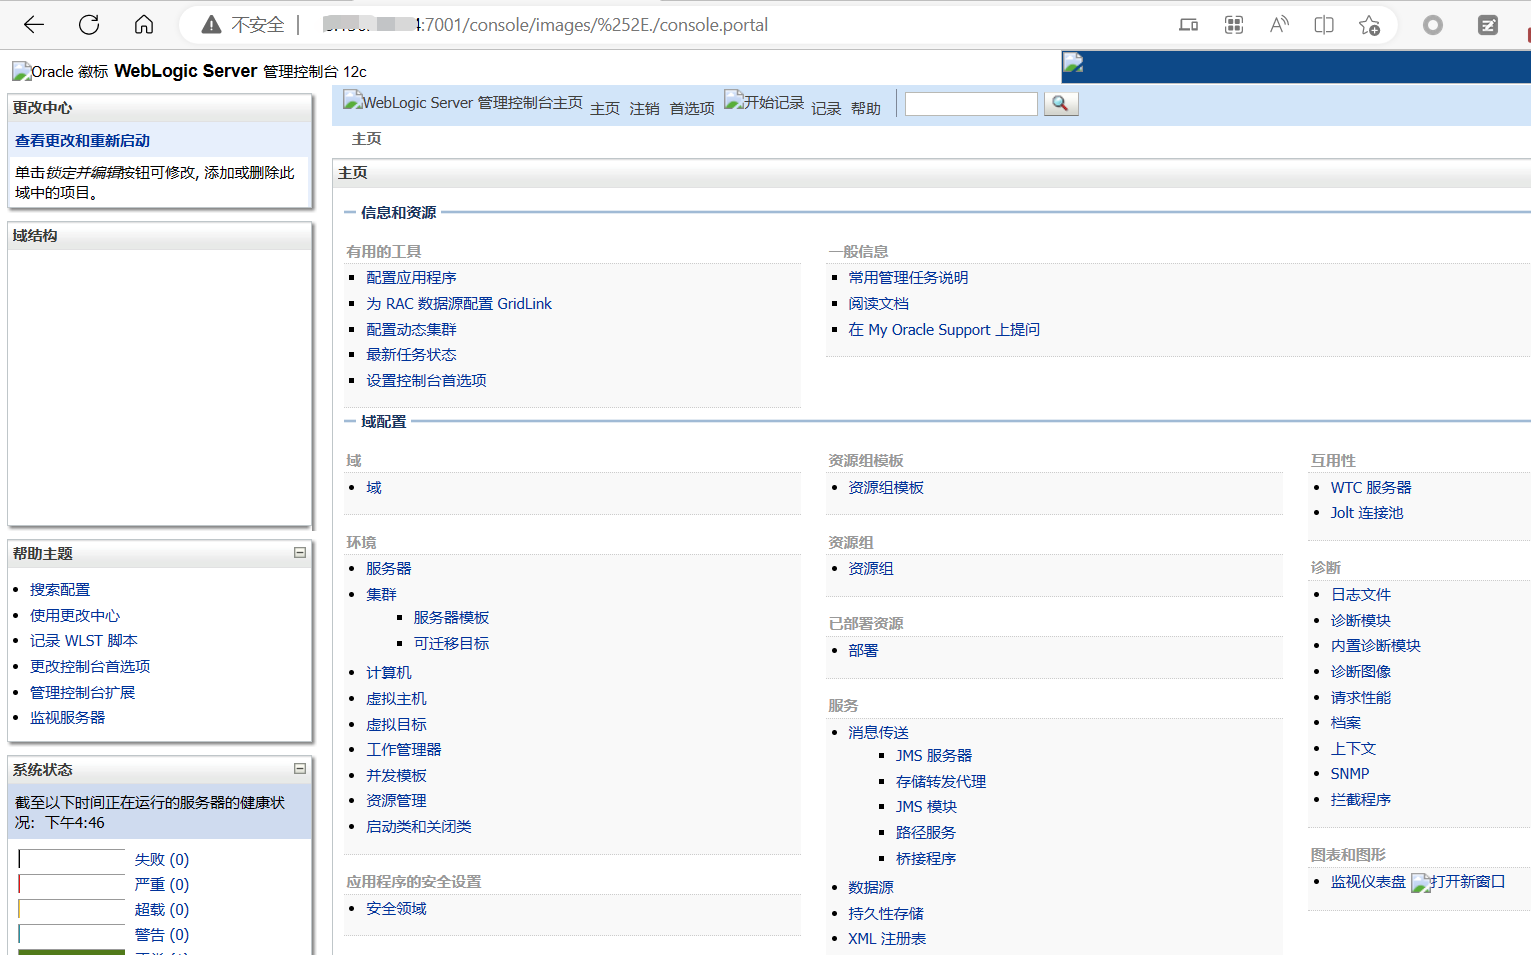 不安全
4:7001/console/images/%252E./console.portal
Oracle 徽标 WebLogic Server 管理控制台 12c
更改中心
查看更改和重新启动
单击锁定并编辑按钮可修改, 添加或删除此
域中的项目。
域结构
帮助主题
搜索配置
使用更改中心
记录 WLST 脚本
更改控制台首选项
管理控制台扩展
监视服务器
系统状态
截至以下时间正在运行的服务器的健康状
况: 下午4:46
失败 (0)
严重 (0)
超载 (0)
警告 (0)
WebLogic Server 管理控制台主页 主页 注销 首选项 开始记录 记录 帮助
主页
主页
信息和资源
有用的工具
配置应用程序
为 RAC 数据源配置 GridLink
配置动态集群
最新任务状态
设置控制台首选项
一般信息
常用管理任务说明
阅读文档
在 My Oracle Support 上提问
域配置
域
域
环境
服务器
集群
服务器模板
可迁移目标
计算机
虚拟主机
虚拟目标
工作管理器
并发模板
资源管理
启动类和关闭类
应用程序的安全设置
安全领域
资源组模板
资源组模板
资源组
资源组
已部署资源
部署
服务
消息传送
JMS 服务器
存储转发代理
JMS 模块
路径服务
桥接程序
数据源
持久性存储
XML 注册表
互用性
WTC 服务器
Jolt 连接池
诊断
日志文件
诊断模块
内置诊断模块
诊断图像
请求性能
档案
上下文
SNMP
拦截程序
图表和图形
监视仪表盘 打开新窗口